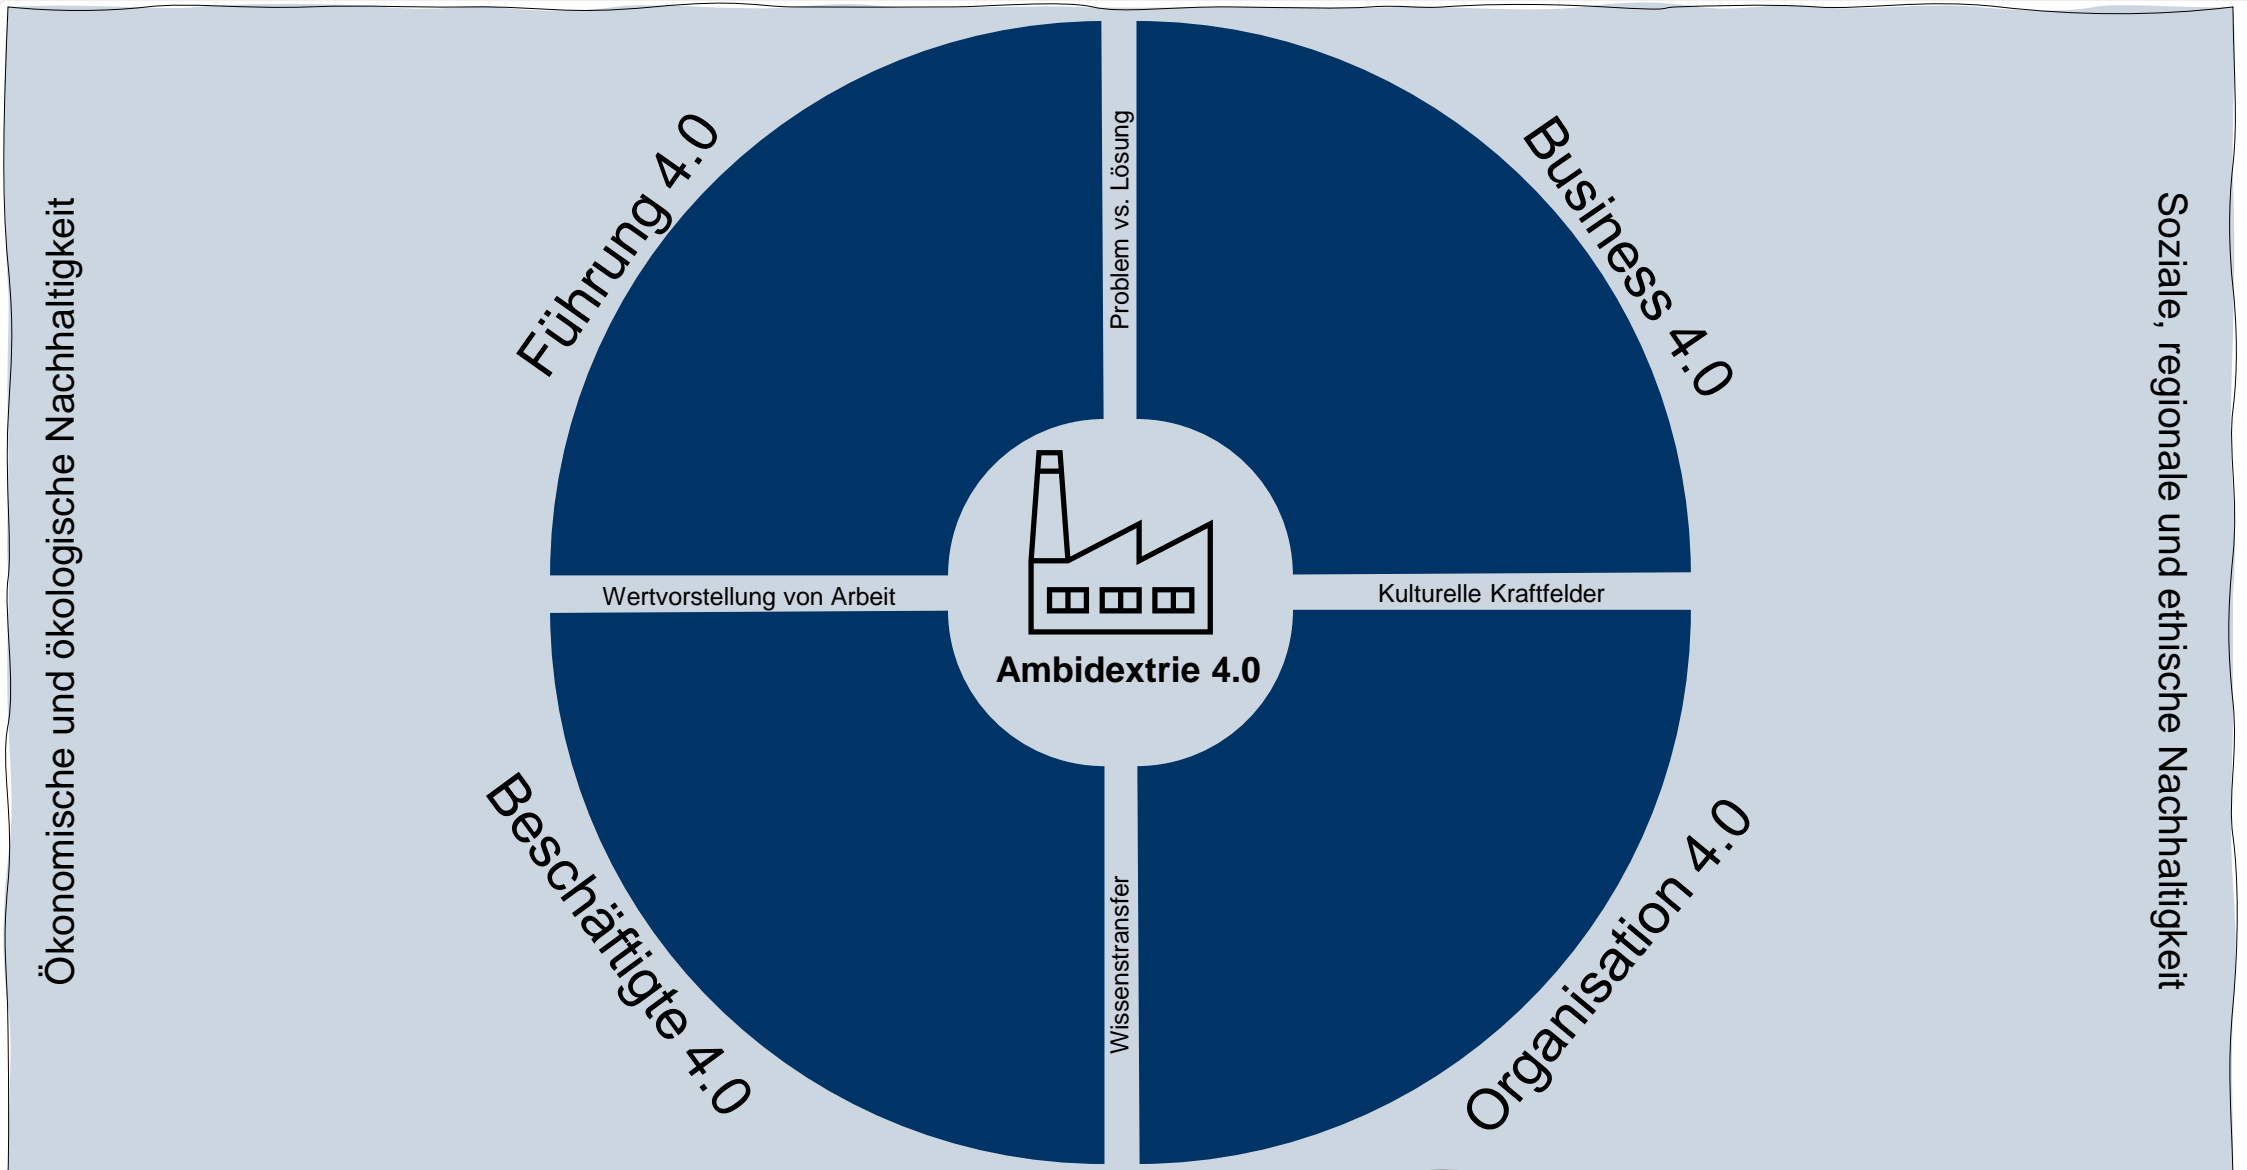 Ökonomische und ökologische Nachhaltigkeit
Führung 4.0
Problem vs. Lösung
Business 4.0
Wertvorstellung von Arbeit
Ambidextrie 4.0
Kulturelle Kraftfelder
Beschäftigte 4.0
Wissenstransfer
Organisation 4.0
Soziale, regionale und ethische Nachhaltigkeit